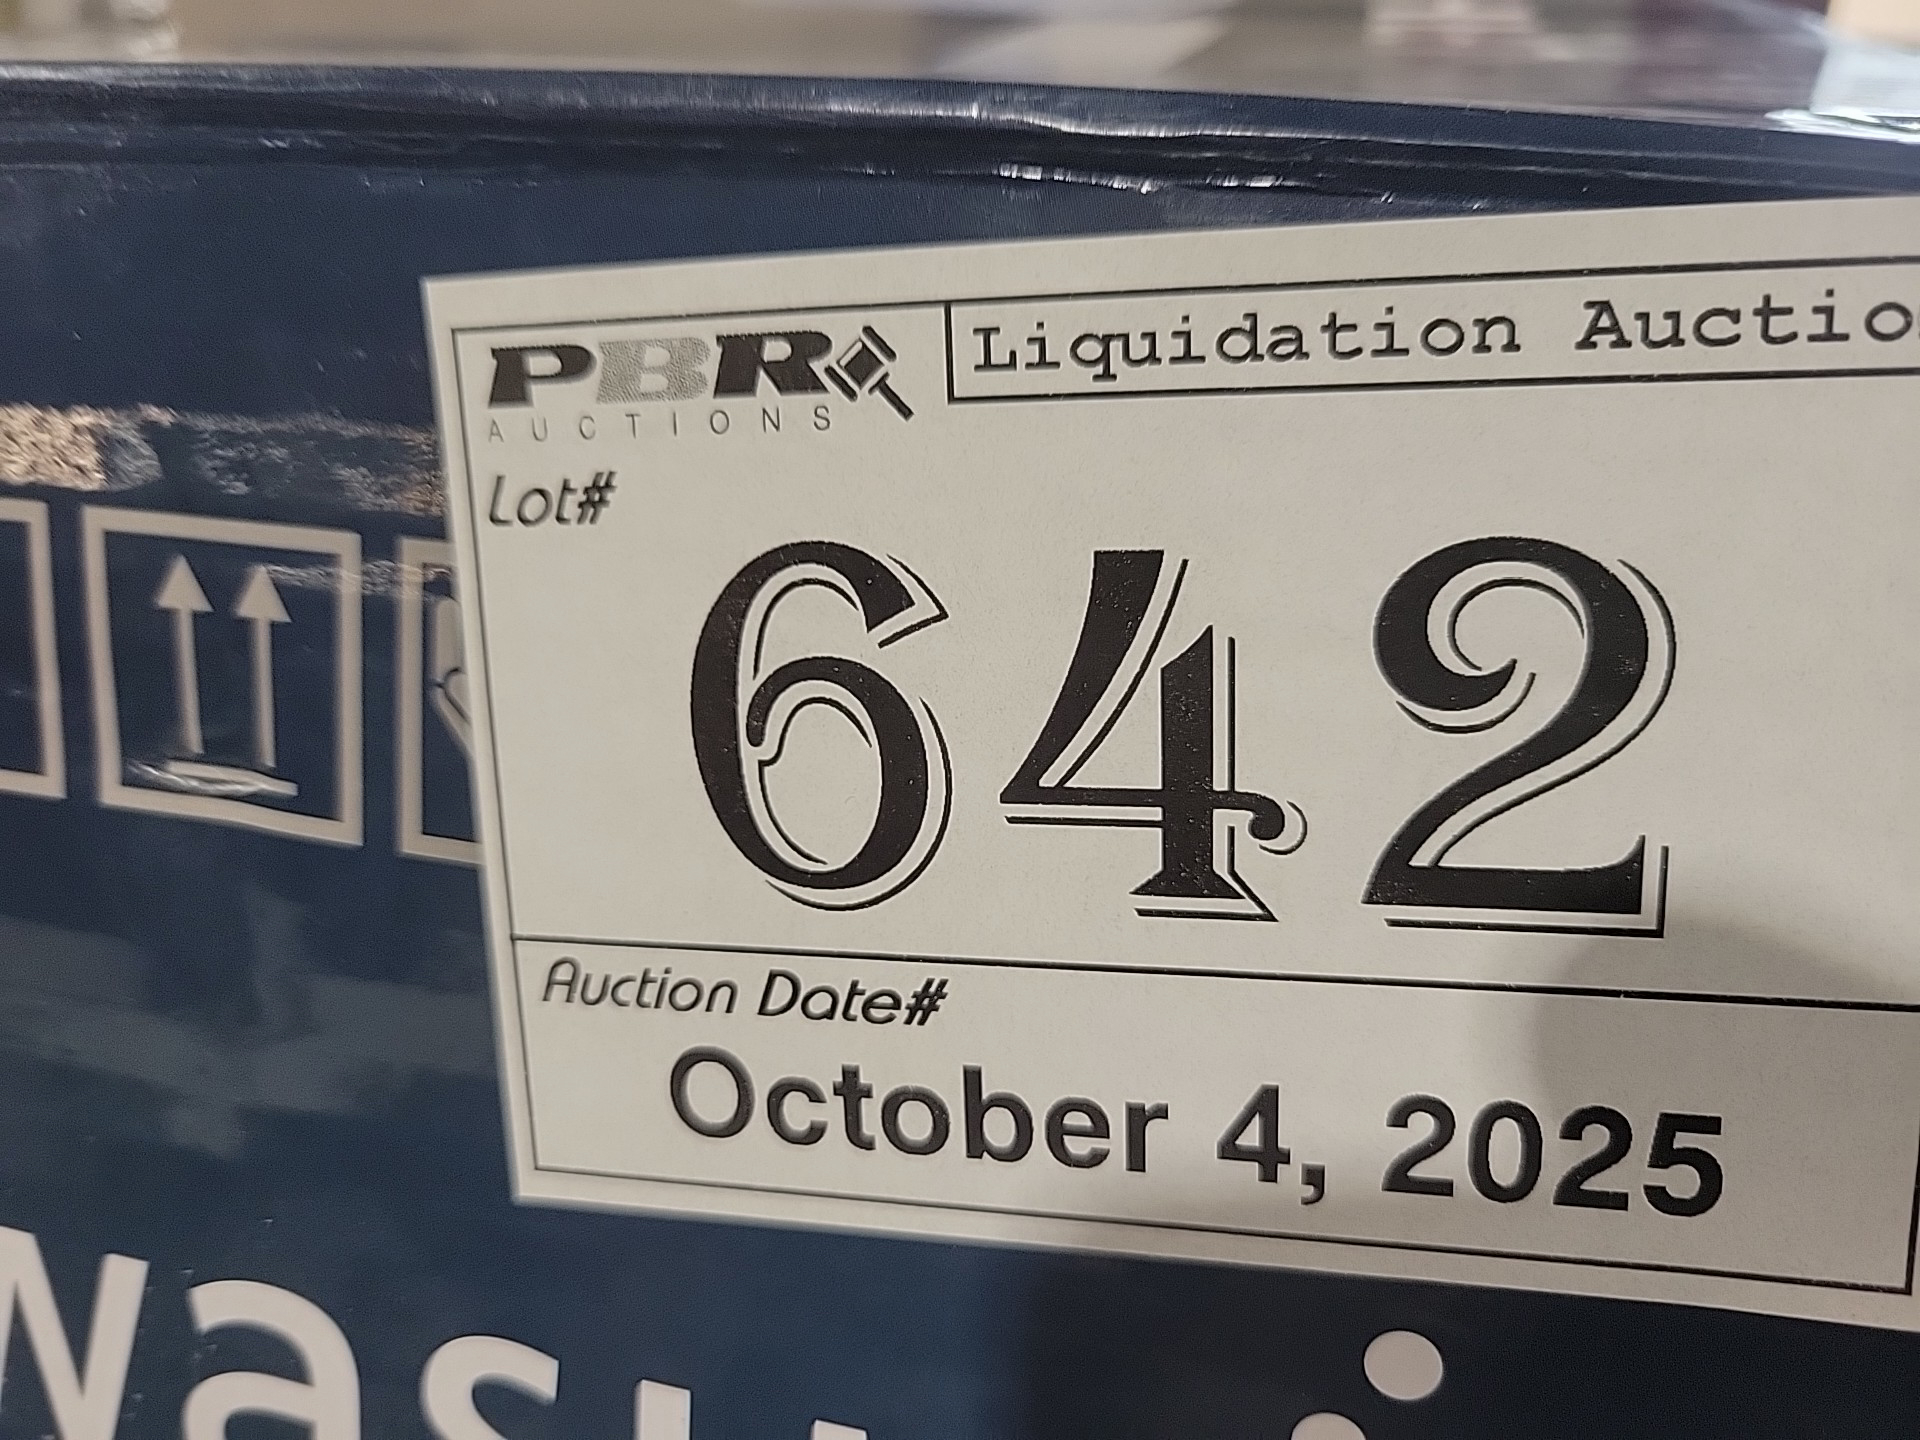 PBR
AUCTIONS
Liquidation Auctio
Lot#
642
Auction Date#
October 4, 2025
was